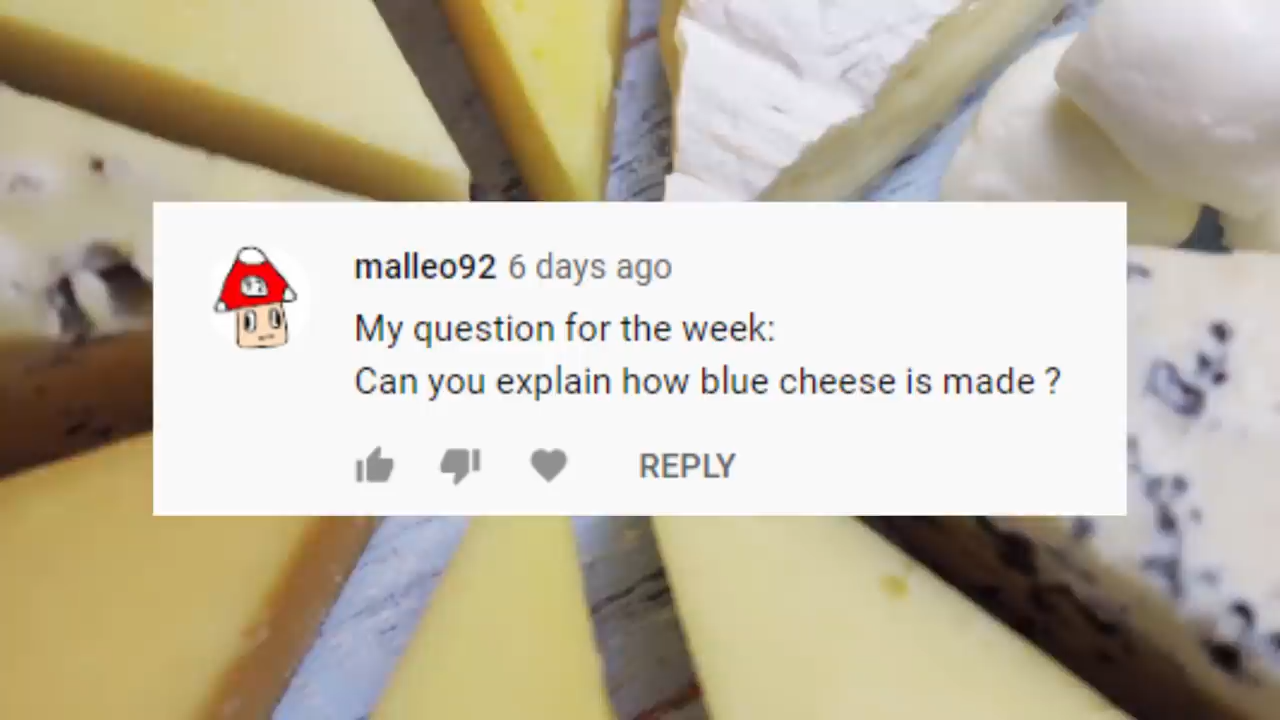 malleo92 6 days ago
My question for the week:
Can you explain how blue cheese is made ?
REPLY